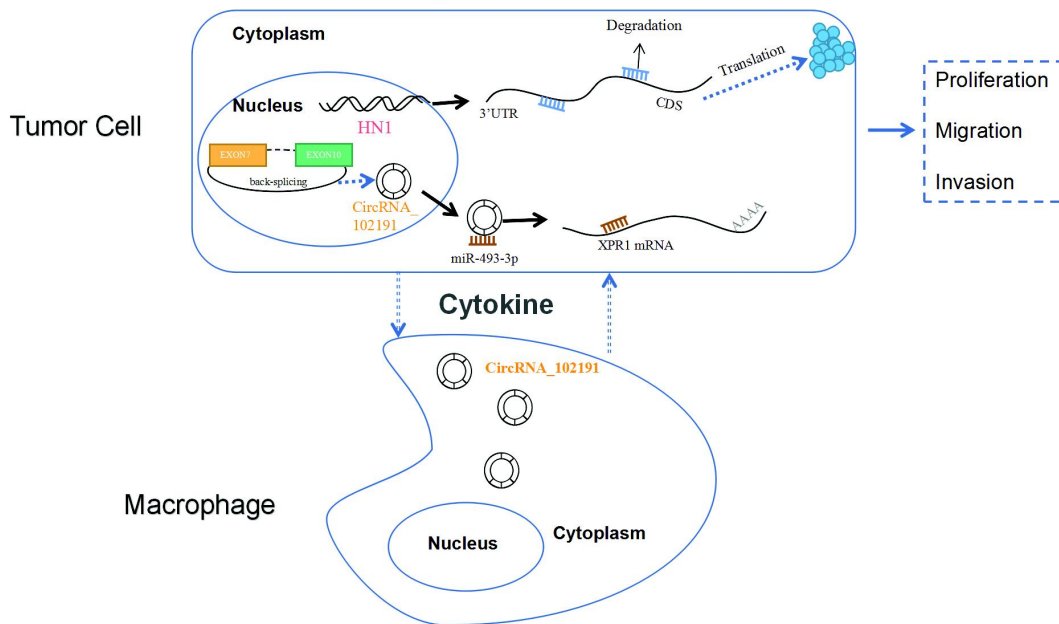 Cytoplasm
Degradation
Translation
Proliferation
Migration
Invasion
Tumor Cell
Nucleus
HN1
3'UTR
CDS
EXON7
EXON10
back-splicing
CircRNA_
102191
miR-493-3p
XPR1 mRNA
AAAA
Cytokine
CircRNA_102191
Macrophage
Nucleus
Cytoplasm